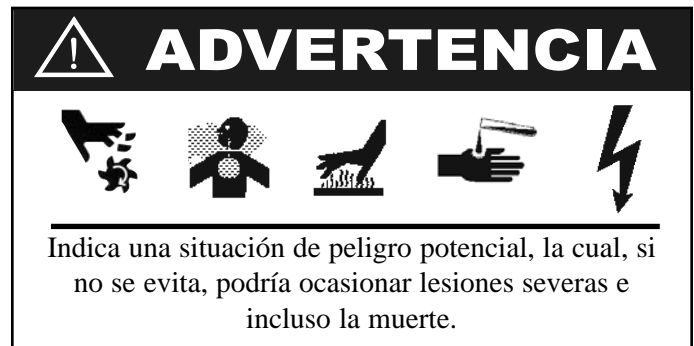 ADVERTENCIA
Indica una situación de peligro potencial, la cual, si
no se evita, podría ocasionar lesiones severas e
incluso la muerte.